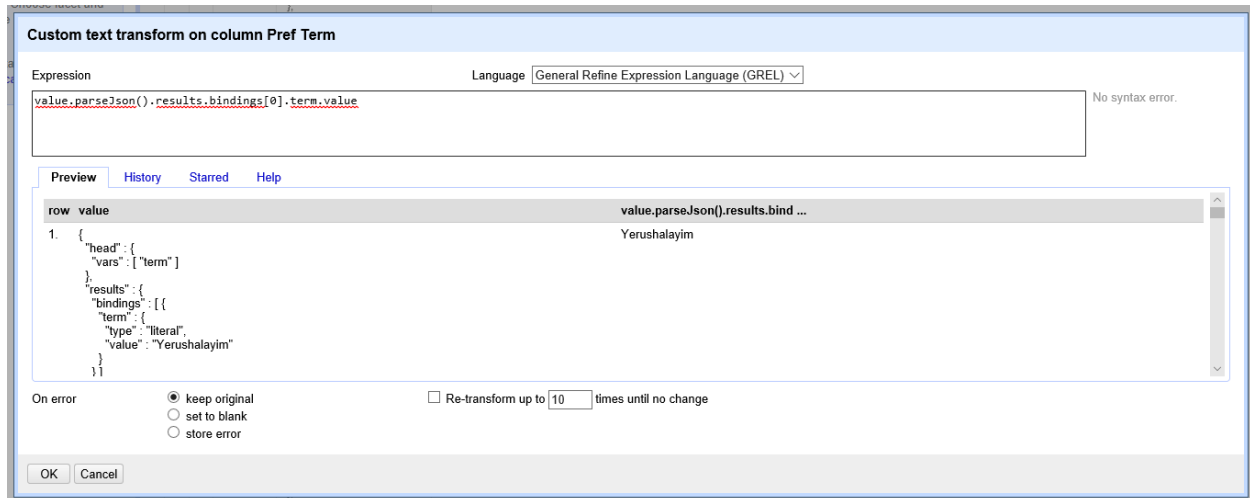 Choose facet and
},
Custom text transform on column Pref Term
Expression
Language General Refine Expression Language (GREL)
value.parseJson().results.bindings[0].term.value
No syntax error.
Preview History Starred Help
row value value.parseJson().results.bind ...
1. { Yerushalayim
"head" : {
"vars" : [ "term" ]
},
"results" : {
"bindings" : [ {
"term" : {
"type" : "literal",
"value" : "Yerushalayim"
}
} ]
On error
keep original
set to blank
store error
Re-transform up to 10 times until no change
OK Cancel